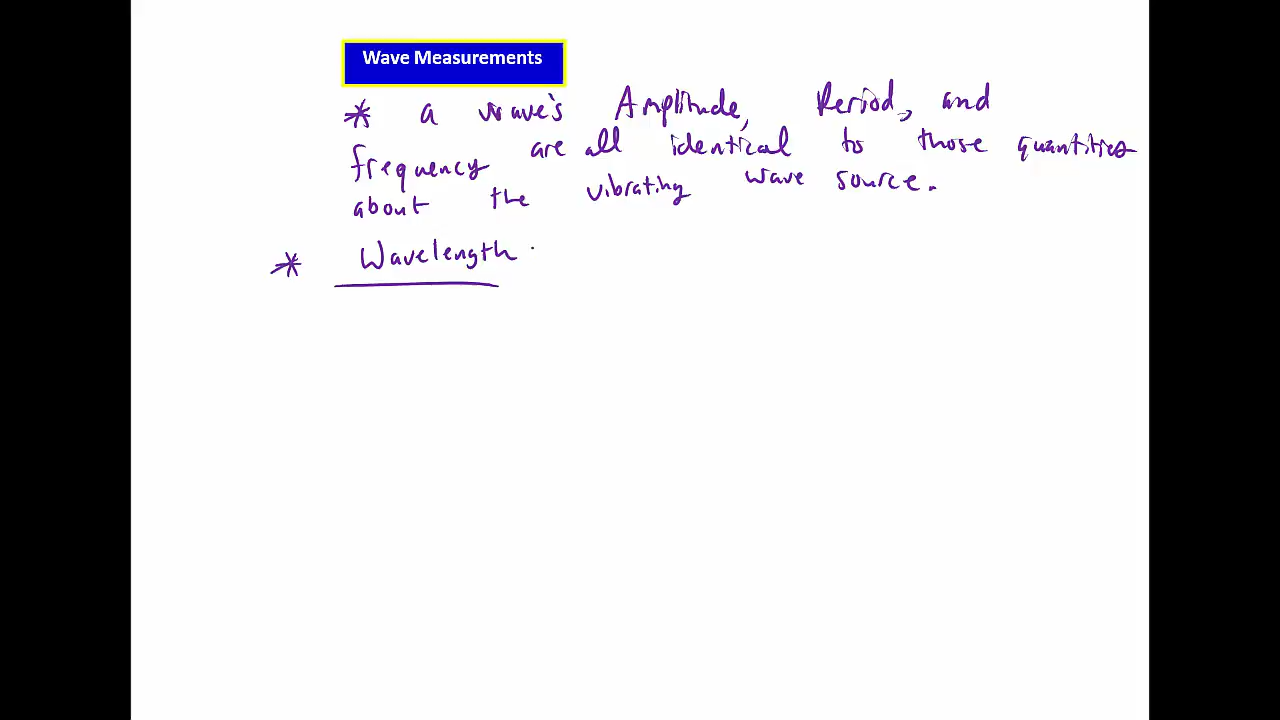 Wave Measurements
* a wave's Amplitude, Period, and
frequency are all identical to those quantities
about the vibrating wave source.
* Wavelength